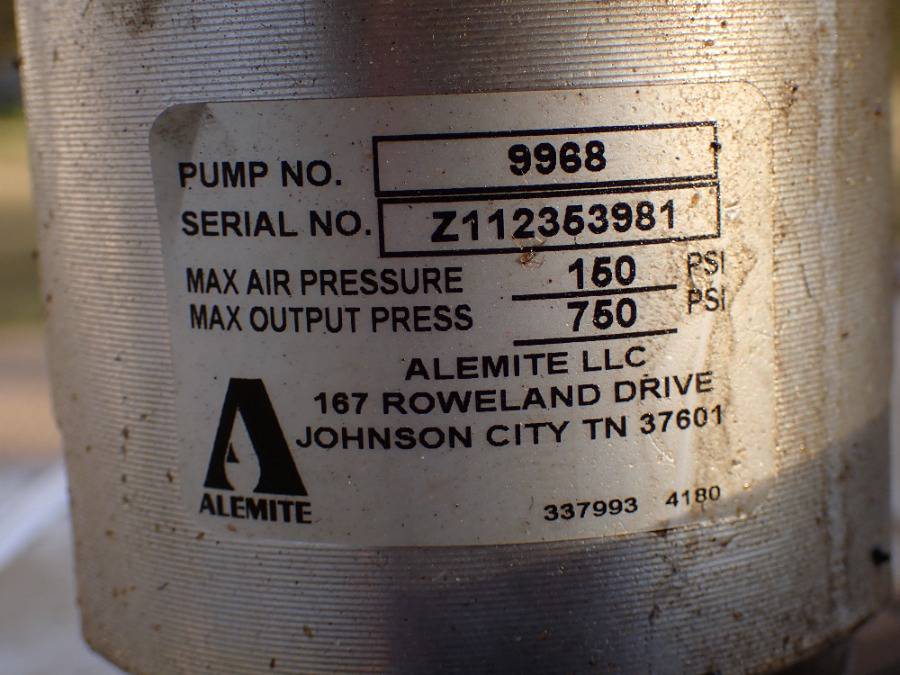 PUMP NO. 9968
SERIAL NO. Z112353981
MAX AIR PRESSURE 150 PSI
MAX OUTPUT PRESS 750 PSI
ALEMITE LLC
167 ROWELAND DRIVE
JOHNSON CITY TN 37601
ALEMITE
337993 4180